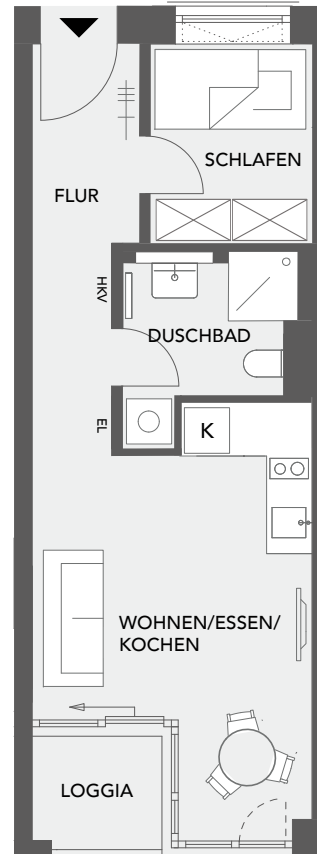 SCHLAFEN
FLUR
HKV
DUSCHBAD
EL
K
WOHNEN/ESSEN/
KOCHEN
LOGGIA